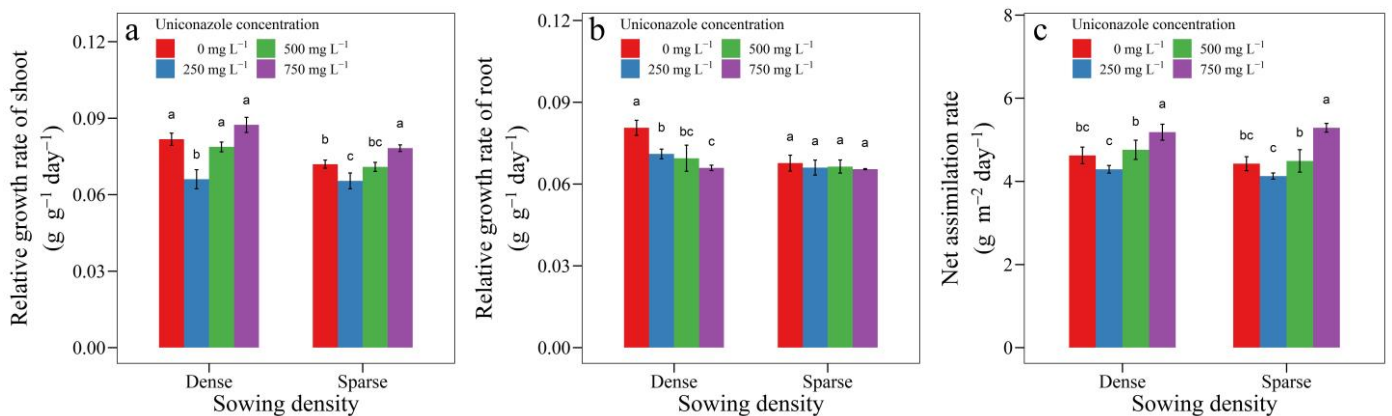 a
Uniconazole concentration
0 mg L⁻¹
500 mg L⁻¹
250 mg L⁻¹
750 mg L⁻¹
Relative growth rate of shoot
(g g⁻¹ day⁻¹)
0.12
0.09
0.06
0.03
0.00
a
b
a
a
b
c
bc
a
Dense
Sparse
Sowing density
b
Uniconazole concentration
0 mg L⁻¹
500 mg L⁻¹
250 mg L⁻¹
750 mg L⁻¹
Relative growth rate of root
(g g⁻¹ day⁻¹)
0.12
0.09
0.06
0.03
0.00
a
b
bc
c
a
a
a
a
Dense
Sparse
Sowing density
c
Uniconazole concentration
0 mg L⁻¹
500 mg L⁻¹
250 mg L⁻¹
750 mg L⁻¹
Net assimilation rate
(g m⁻² day⁻¹)
8
6
4
2
0
bc
c
b
a
bc
c
b
a
Dense
Sparse
Sowing density